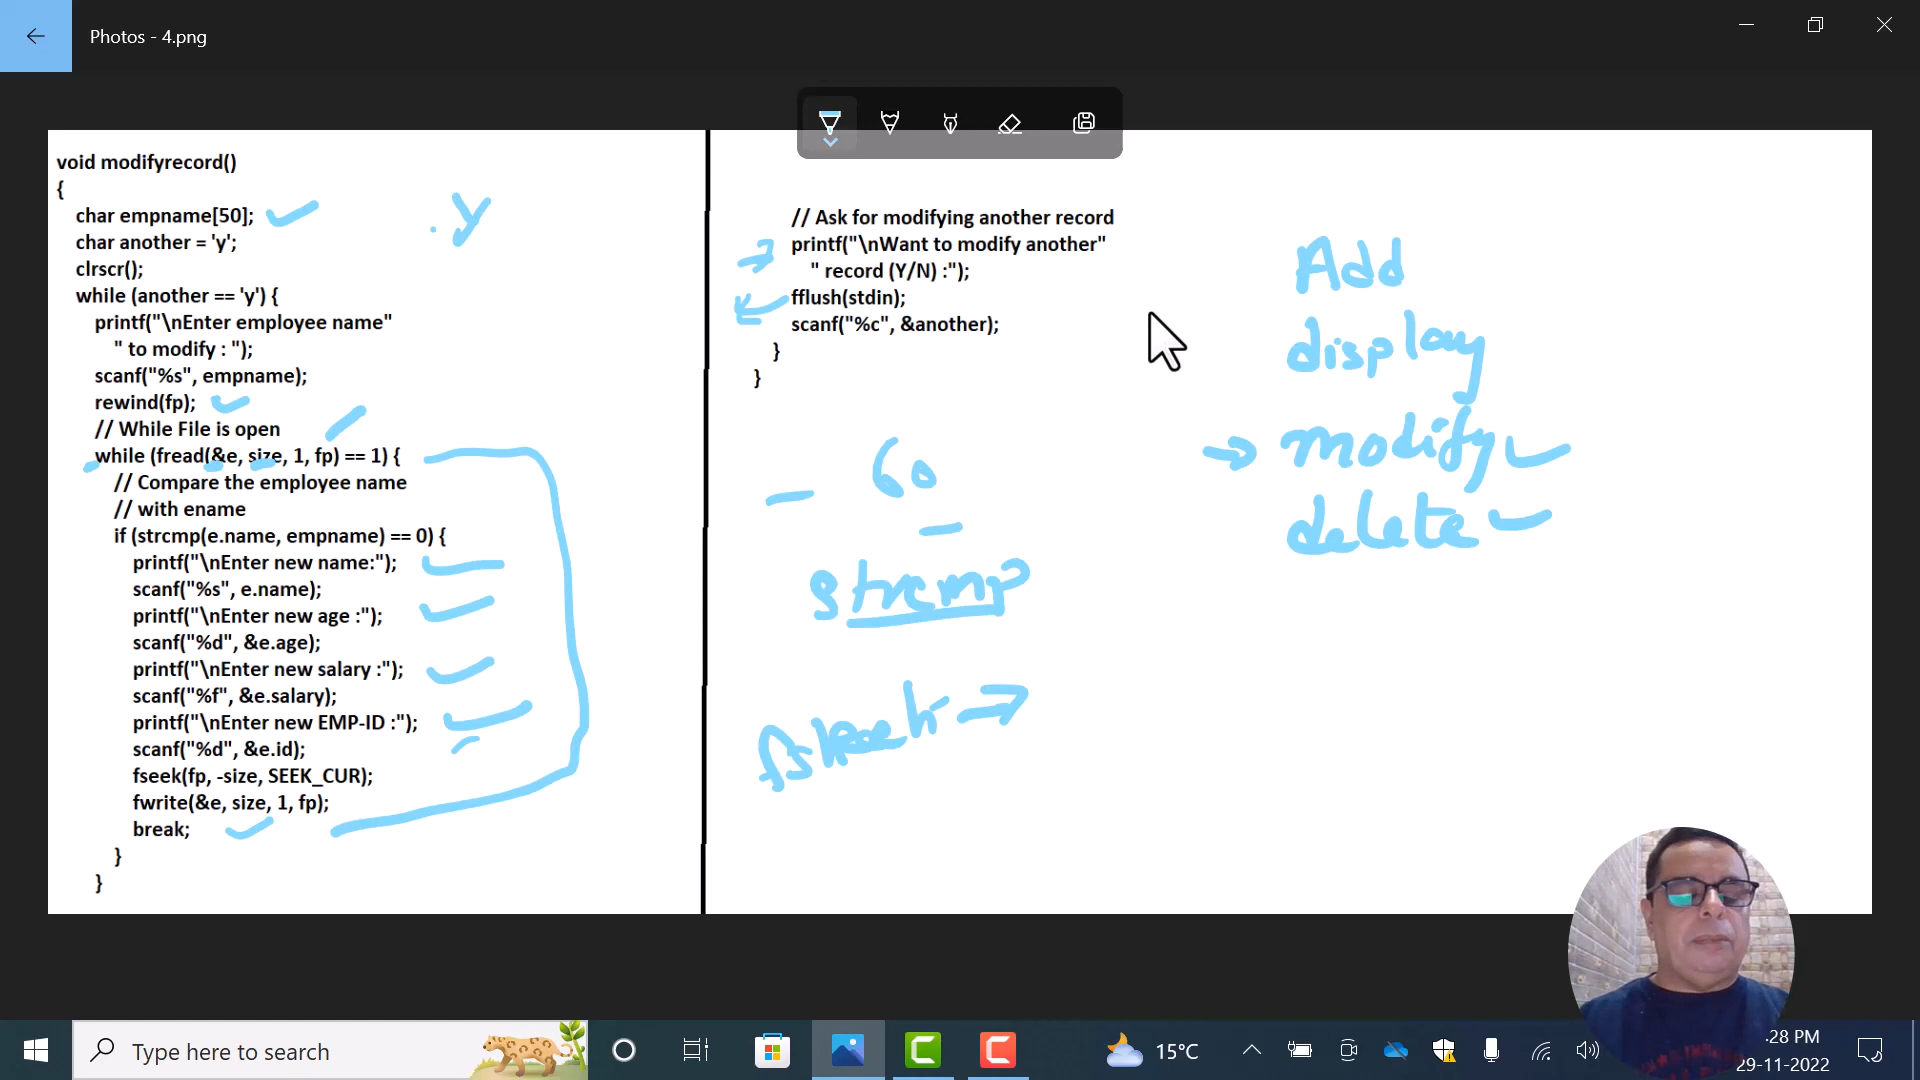 Photos - 4.png
void modifyrecord()
{
char empname[50];
char another = 'y';
clrscr();
while (another == 'y') {
printf("\nEnter employee name"
" to modify : ");
scanf("%s", empname);
rewind(fp);
// While File is open
while (fread(&e, size, 1, fp) == 1) {
// Compare the employee name
// with ename
if (strcmp(e.name, empname) == 0) {
printf("\nEnter new name:");
scanf("%s", e.name);
printf("\nEnter new age :");
scanf("%d", &e.age);
printf("\nEnter new salary :");
scanf("%f", &e.salary);
printf("\nEnter new EMP-ID :");
scanf("%d", &e.id);
fseek(fp, -size, SEEK_CUR);
fwrite(&e, size, 1, fp);
break;
}
}
y
// Ask for modifying another record
printf("\nWant to modify another"
" record (Y/N) :");
fflush(stdin);
scanf("%c", &another);
}
}
60
strcmp
Add
display
modify
delete
Type here to search
15°C
:28 PM
29-11-2022